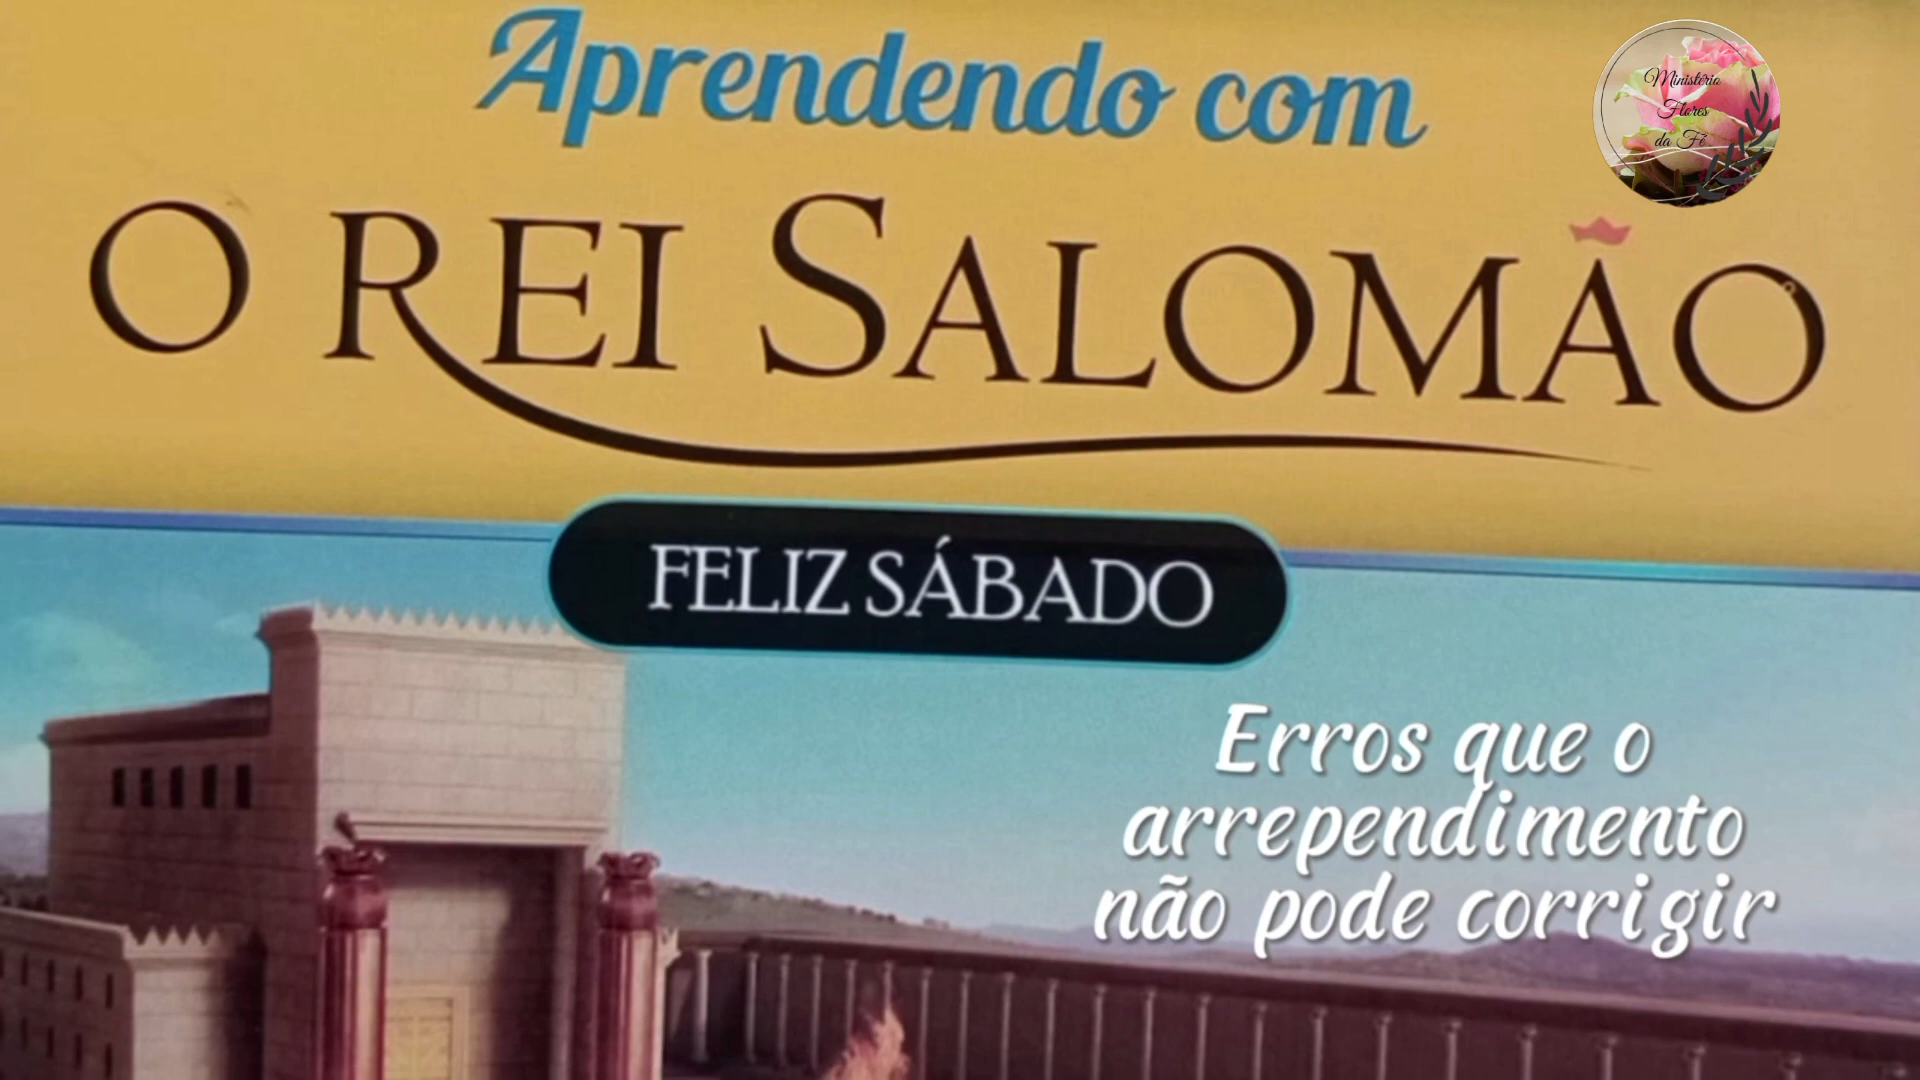 Aprendendo com
O REI SALOMÃO
FELIZ SÁBADO
Erros que o
arrependimento
não pode corrigir
Ministério
Flores
da Fé